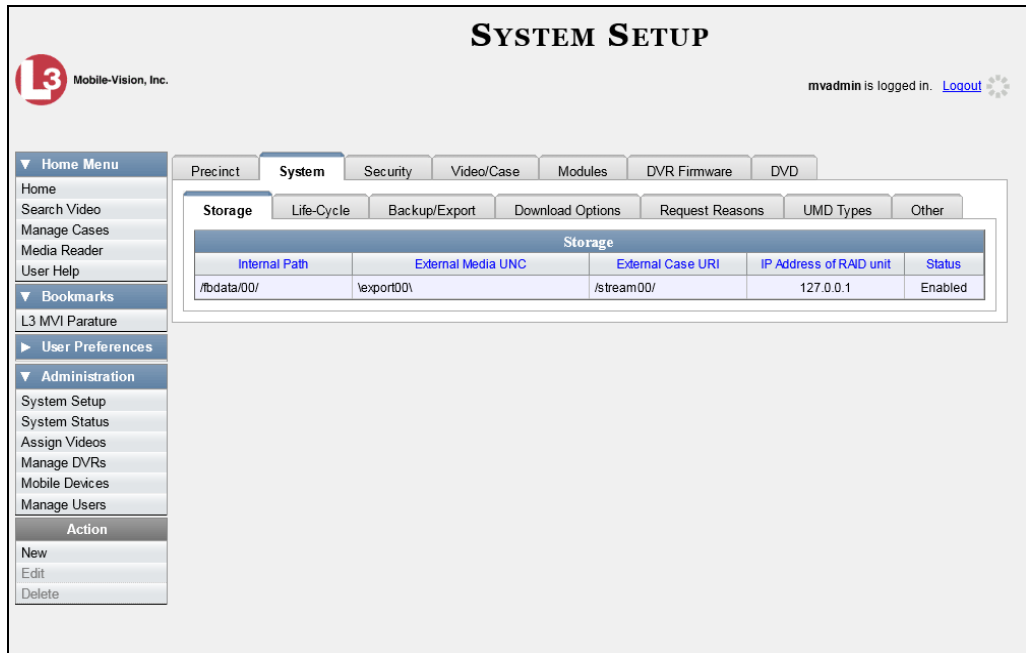 SYSTEM SETUP
L3 Mobile-Vision, Inc.
mvadmin is logged in. Logout
▼ Home Menu
Home
Search Video
Manage Cases
Media Reader
User Help
▼ Bookmarks
L3 MVI Parature
▶ User Preferences
▼ Administration
System Setup
System Status
Assign Videos
Manage DVRs
Mobile Devices
Manage Users
Action
New
Edit
Delete
Precinct System Security Video/Case Modules DVR Firmware DVD
Storage Life-Cycle Backup/Export Download Options Request Reasons UMD Types Other
Storage
Internal Path External Media UNC External Case URI IP Address of RAID unit Status
/fbdata/00/ \export00\ /stream00/ 127.0.0.1 Enabled